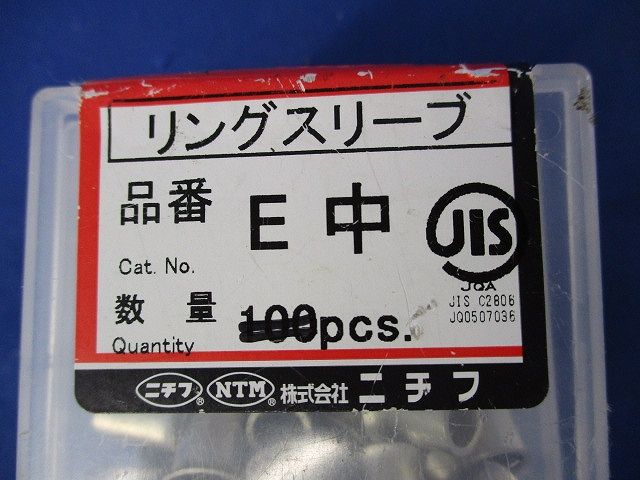 リングスリーブ
品番 E 中
Cat. No.
JIS
JQA
JIS C2806
JQ0507036
数量 100pcs.
Quantity
ニチフ® NTM® 株式会社 ニチフ